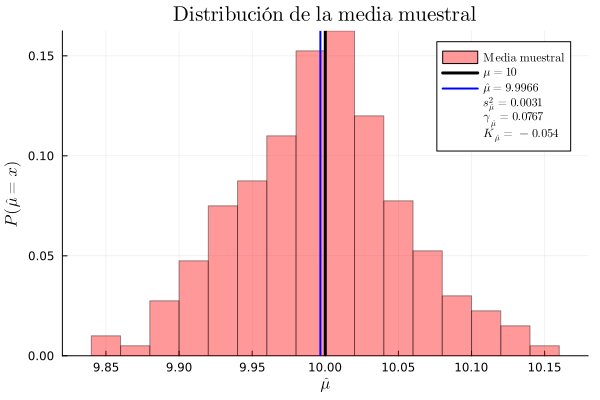 Distribución de la media muestral
P(μ̂ = x)
0.15
0.10
0.05
0.00
Media muestral
μ = 10
μ̂ = 9.9966
s²_μ̂ = 0.0031
γ_μ̂ = 0.0767
K_μ̂ = − 0.054
9.85 9.90 9.95 10.00 10.05 10.10 10.15
μ̂